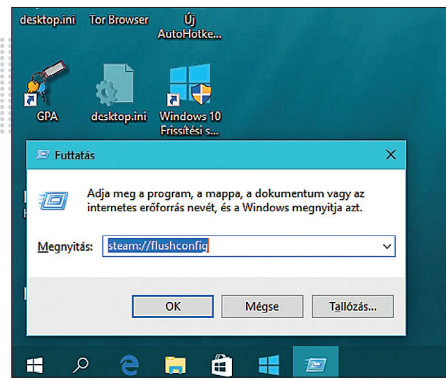 desktop.ini Tor Browser Új AutoHotke...
GPA desktop.ini Windows 10 Frissítési s...
Futtatás
Adja meg a program, a mappa, a dokumentum vagy az
internetes erőforrás nevét, és a Windows megnyitja azt.
Megnyitás: steam://flushconfig
OK Mégse Tallózás...